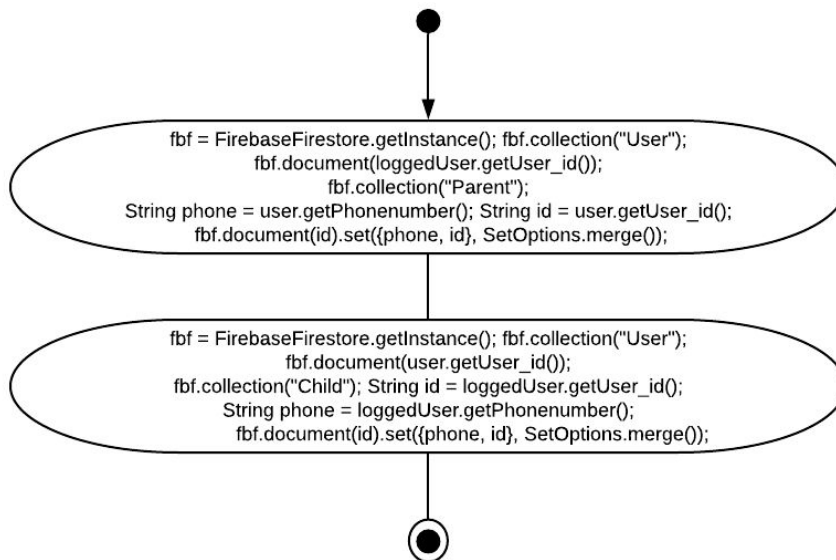 fbf = FirebaseFirestore.getInstance(); fbf.collection("User");
fbf.document(loggedUser.getUser_id());
fbf.collection("Parent");
String phone = user.getPhonenumber(); String id = user.getUser_id();
fbf.document(id).set({phone, id}, SetOptions.merge());
fbf = FirebaseFirestore.getInstance(); fbf.collection("User");
fbf.document(user.getUser_id());
fbf.collection("Child"); String id = loggedUser.getUser_id();
String phone = loggedUser.getPhonenumber();
fbf.document(id).set({phone, id}, SetOptions.merge());